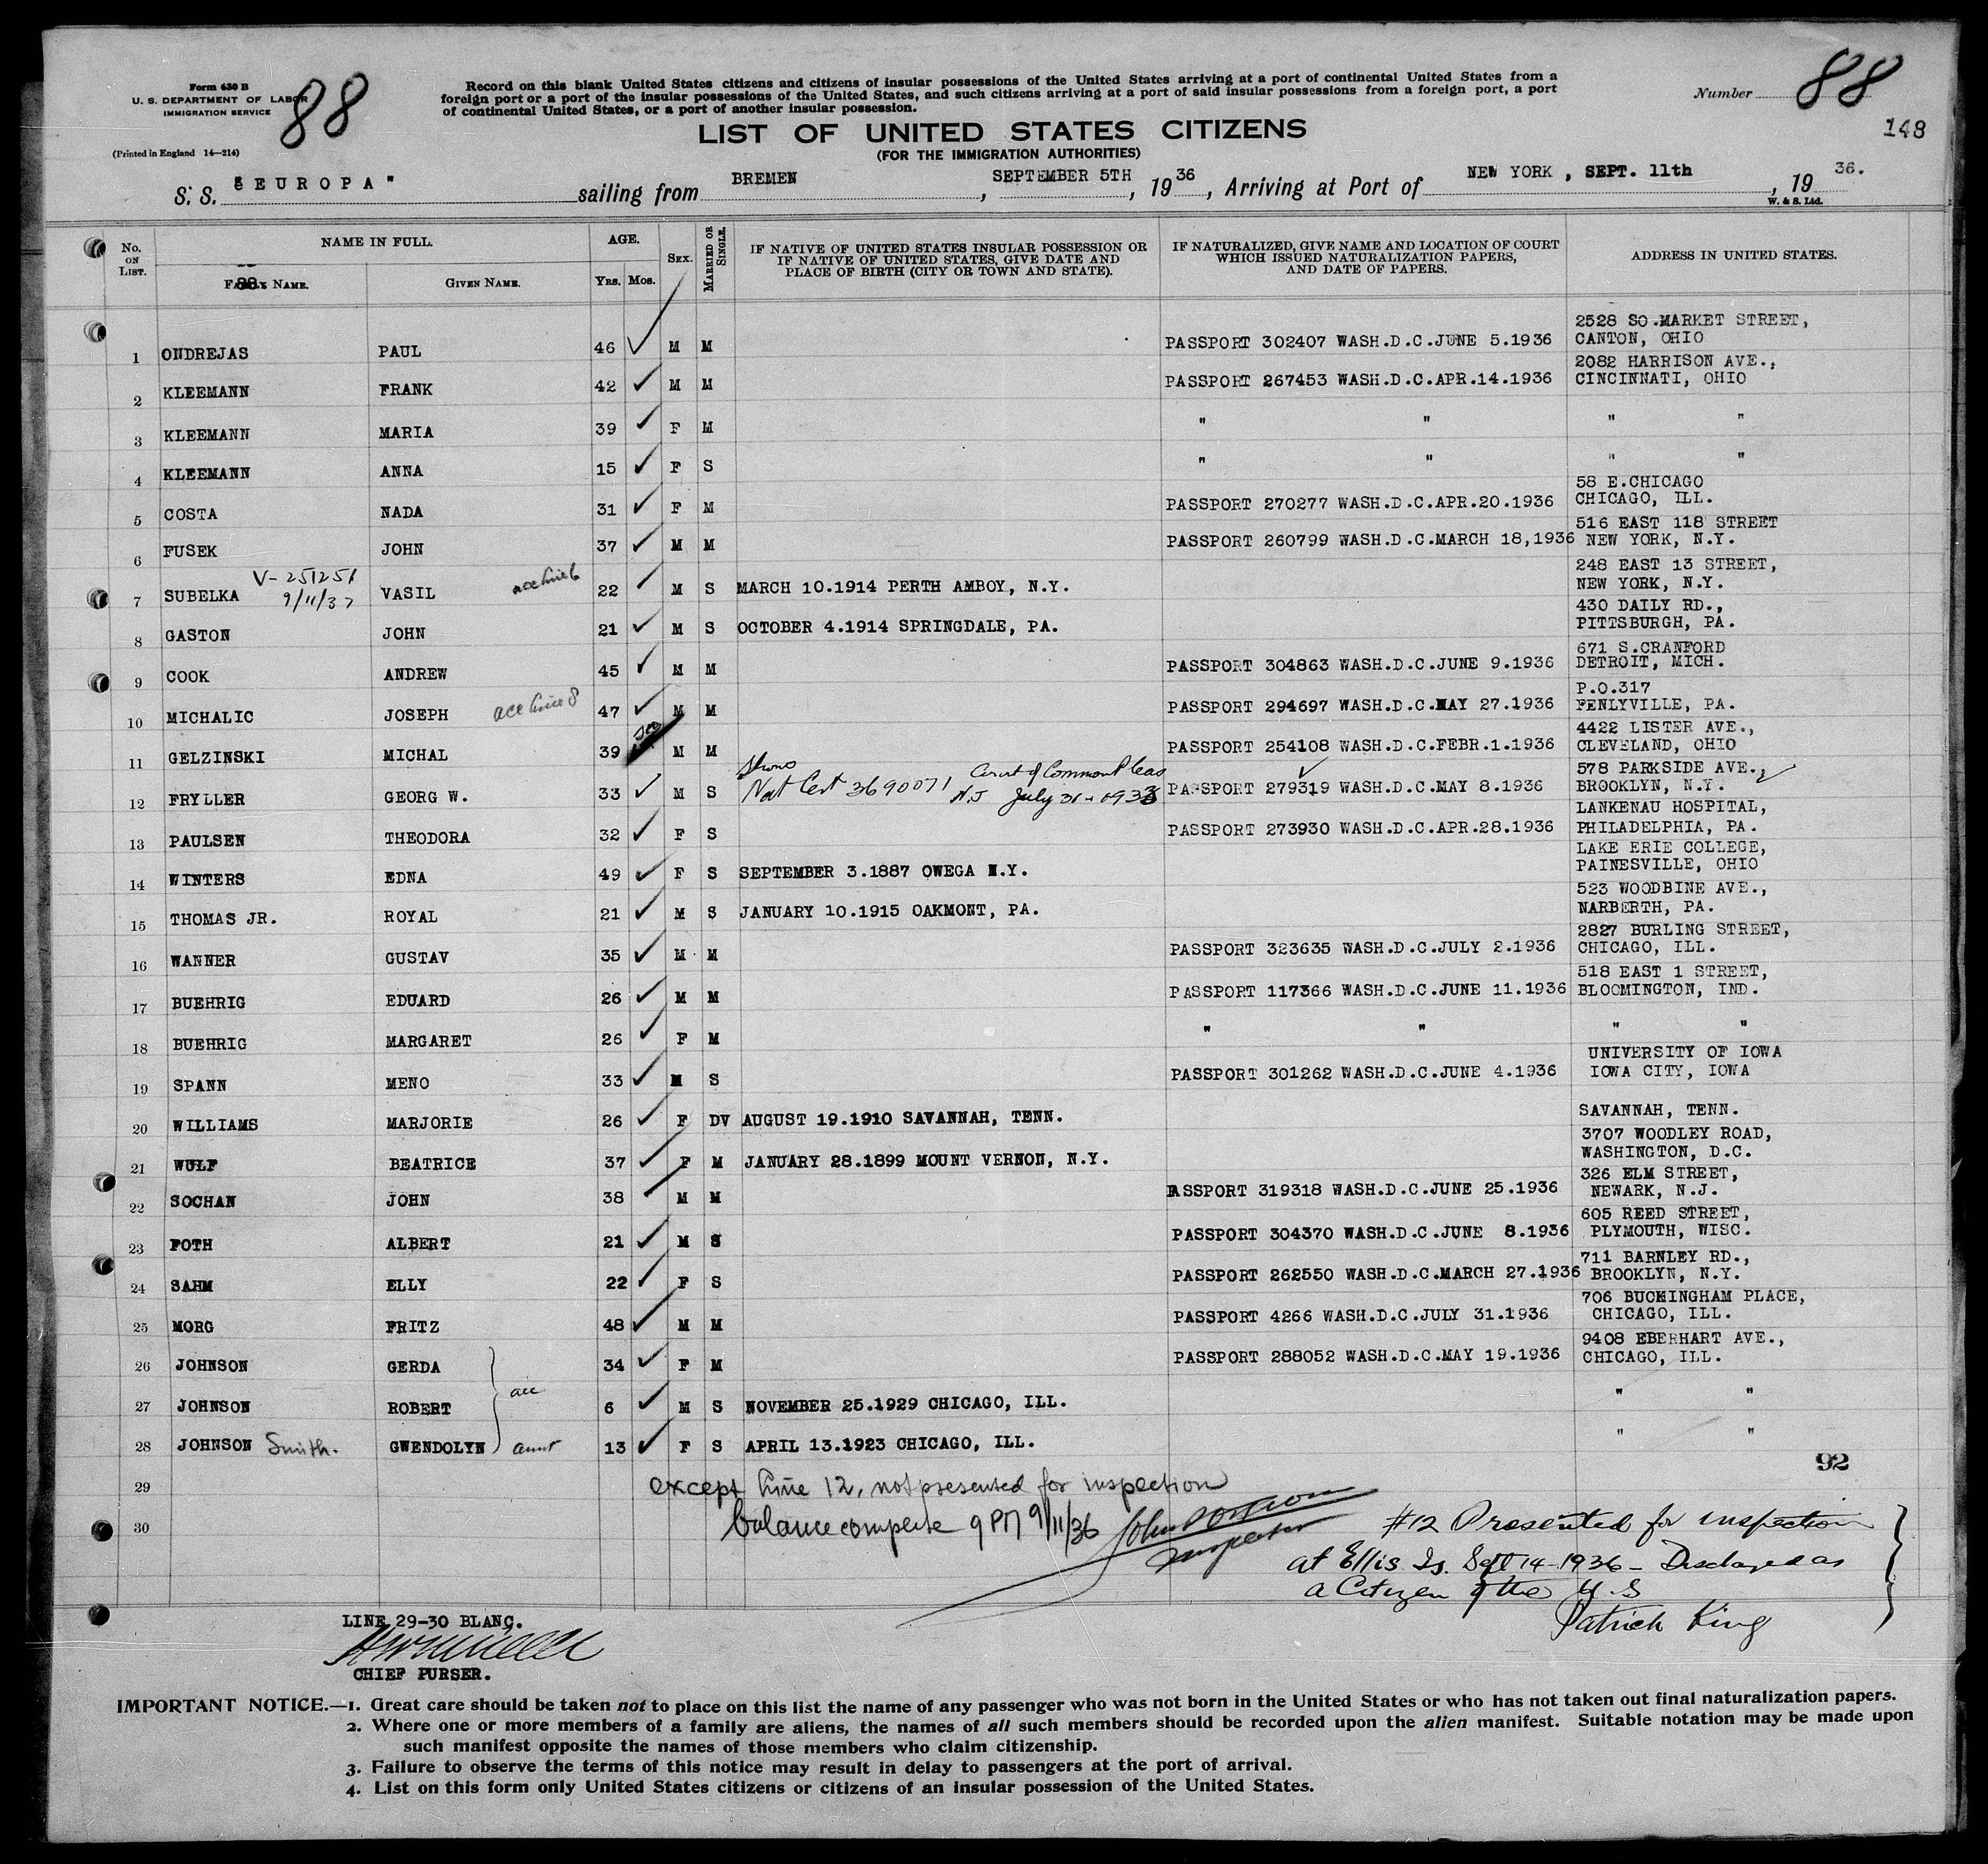 Form 630 B
U. S. DEPARTMENT OF LABOR
IMMIGRATION SERVICE
88
(Printed in England 14—214)
Record on this blank United States citizens and citizens of insular possessions of the United States arriving at a port of continental United States from a
foreign port or a port of the insular possessions of the United States, and such citizens arriving at a port of said insular possessions from a foreign port, a port
of continental United States, or a port of another insular possession.
Number 88
148
LIST OF UNITED STATES CITIZENS
(FOR THE IMMIGRATION AUTHORITIES)
S. S. "EUROPA" sailing from BREMEN, SEPTEMBER 5TH, 1936, Arriving at Port of NEW YORK, SEPT. 11th, 1936.
W. & S. Ltd.
No. ON LIST. NAME IN FULL. FAMILY NAME. GIVEN NAME. AGE. YRS. MOS. SEX. MARRIED OR SINGLE. IF NATIVE OF UNITED STATES INSULAR POSSESSION OR IF NATIVE OF UNITED STATES, GIVE DATE AND PLACE OF BIRTH (CITY OR TOWN AND STATE). IF NATURALIZED, GIVE NAME AND LOCATION OF COURT WHICH ISSUED NATURALIZATION PAPERS, AND DATE OF PAPERS. ADDRESS IN UNITED STATES.
88
1 ONDREJAS PAUL 46 M M PASSPORT 302407 WASH.D.C.JUNE 5.1936 2528 SO.MARKET STREET, CANTON, OHIO
2 KLEEMANN FRANK 42 M M PASSPORT 267453 WASH.D.C.APR.14.1936 2082 HARRISON AVE., CINCINNATI, OHIO
3 KLEEMANN MARIA 39 F M " " " "
4 KLEEMANN ANNA 15 F S " " " "
5 COSTA NADA 31 F M PASSPORT 270277 WASH.D.C.APR.20.1936 58 E.CHICAGO CHICAGO, ILL.
6 FUSEK JOHN 37 M M PASSPORT 260799 WASH.D.C.MARCH 18,1936 516 EAST 118 STREET NEW YORK, N.Y.
7 SUBELKA V-251251 9/11/37 VASIL acc line 6 22 M S MARCH 10.1914 PERTH AMBOY, N.Y. 248 EAST 13 STREET, NEW YORK, N.Y.
8 GASTON JOHN 21 M S OCTOBER 4.1914 SPRINGDALE, PA. 430 DAILY RD., PITTSBURGH, PA.
9 COOK ANDREW 45 M M PASSPORT 304863 WASH.D.C.JUNE 9.1936 671 S.CRANFORD DETROIT, MICH.
10 MICHALIC JOSEPH acc line 8 47 M M PASSPORT 294697 WASH.D.C.MAY 27.1936 P.O.317 FENLYVILLE, PA.
11 GELZINSKI MICHAL 39 M M PASSPORT 254108 WASH.D.C.FEBR.1.1936 4422 LISTER AVE., CLEVELAND, OHIO
12 FRYLLER GEORG W. 33 M S Shows Nat Cert 3690071 Court of Common Pleas N.J July 31-1933 PASSPORT 279319 WASH.D.C.MAY 8.1936 578 PARKSIDE AVE., BROOKLYN, N.Y.
13 PAULSEN THEODORA 32 F S PASSPORT 273930 WASH.D.C.APR.28.1936 LANKENAU HOSPITAL, PHILADELPHIA, PA.
14 WINTERS EDNA 49 F S SEPTEMBER 3.1887 OWEGA N.Y. LAKE ERIE COLLEGE, PAINESVILLE, OHIO
15 THOMAS JR. ROYAL 21 M S JANUARY 10.1915 OAKMONT, PA. 523 WOODBINE AVE., NARBERTH, PA.
16 WANNER GUSTAV 35 M M PASSPORT 323635 WASH.D.C.JULY 2.1936 2827 BURLING STREET, CHICAGO, ILL.
17 BUEHRIG EDUARD 26 M M PASSPORT 117366 WASH.D.C.JUNE 11.1936 518 EAST 1 STREET, BLOOMINGTON, IND.
18 BUEHRIG MARGARET 26 F M " " " "
19 SPANN MENO 33 M S PASSPORT 301262 WASH.D.C.JUNE 4.1936 UNIVERSITY OF IOWA IOWA CITY, IOWA
20 WILLIAMS MARJORIE 26 F DV AUGUST 19.1910 SAVANNAH, TENN. SAVANNAH, TENN.
21 WULF BEATRICE 37 F M JANUARY 28.1899 MOUNT VERNON, N.Y. 3707 WOODLEY ROAD, WASHINGTON, D.C.
22 SOCHAN JOHN 38 M M PASSPORT 319318 WASH.D.C.JUNE 25.1936 326 ELM STREET, NEWARK, N.J.
23 POTH ALBERT 21 M S PASSPORT 304370 WASH.D.C.JUNE 8.1936 605 REED STREET, PLYMOUTH, WISC.
24 SAHM ELLY 22 F S PASSPORT 262550 WASH.D.C.MARCH 27.1936 711 BARNLEY RD., BROOKLYN, N.Y.
25 MORG FRITZ 48 M M PASSPORT 4266 WASH.D.C.JULY 31.1936 706 BUCKINGHAM PLACE, CHICAGO, ILL.
26 JOHNSON GERDA 34 F M PASSPORT 288052 WASH.D.C.MAY 19.1936 9408 EBERHART AVE., CHICAGO, ILL.
27 JOHNSON ROBERT acc 6 M S NOVEMBER 25.1929 CHICAGO, ILL. " "
28 JOHNSON Smith. GWENDOLYN aunt 13 F S APRIL 13.1923 CHICAGO, ILL. " "
92
29 except line 12, not presented for inspection
30 balance complete 9 PM 9/11/36 John Inspector
#12 Presented for inspection
at Ellis Is. Sept 14-1936- Discharged as
a Citizen of the U.S
Patrick King
LINE 29-30 BLANC.
CHIEF PURSER.
IMPORTANT NOTICE.—1. Great care should be taken not to place on this list the name of any passenger who was not born in the United States or who has not taken out final naturalization papers.
2. Where one or more members of a family are aliens, the names of all such members should be recorded upon the alien manifest. Suitable notation may be made upon
such manifest opposite the names of those members who claim citizenship.
3. Failure to observe the terms of this notice may result in delay to passengers at the port of arrival.
4. List on this form only United States citizens or citizens of an insular possession of the United States.